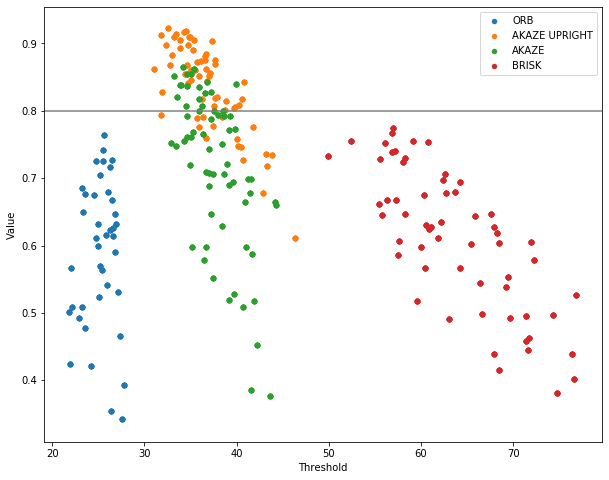 ORB
AKAZE UPRIGHT
AKAZE
BRISK
0.9
0.8
0.7
0.6
0.5
0.4
Value
20
30
40
50
60
70
Threshold